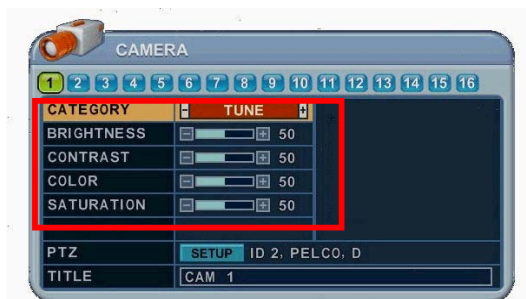 CAMERA
1 2 3 4 5 6 7 8 9 10 11 12 13 14 15 16
CATEGORY - TUNE +
BRIGHTNESS - + 50
CONTRAST - + 50
COLOR - + 50
SATURATION - + 50
PTZ SETUP ID 2, PELCO, D
TITLE CAM 1